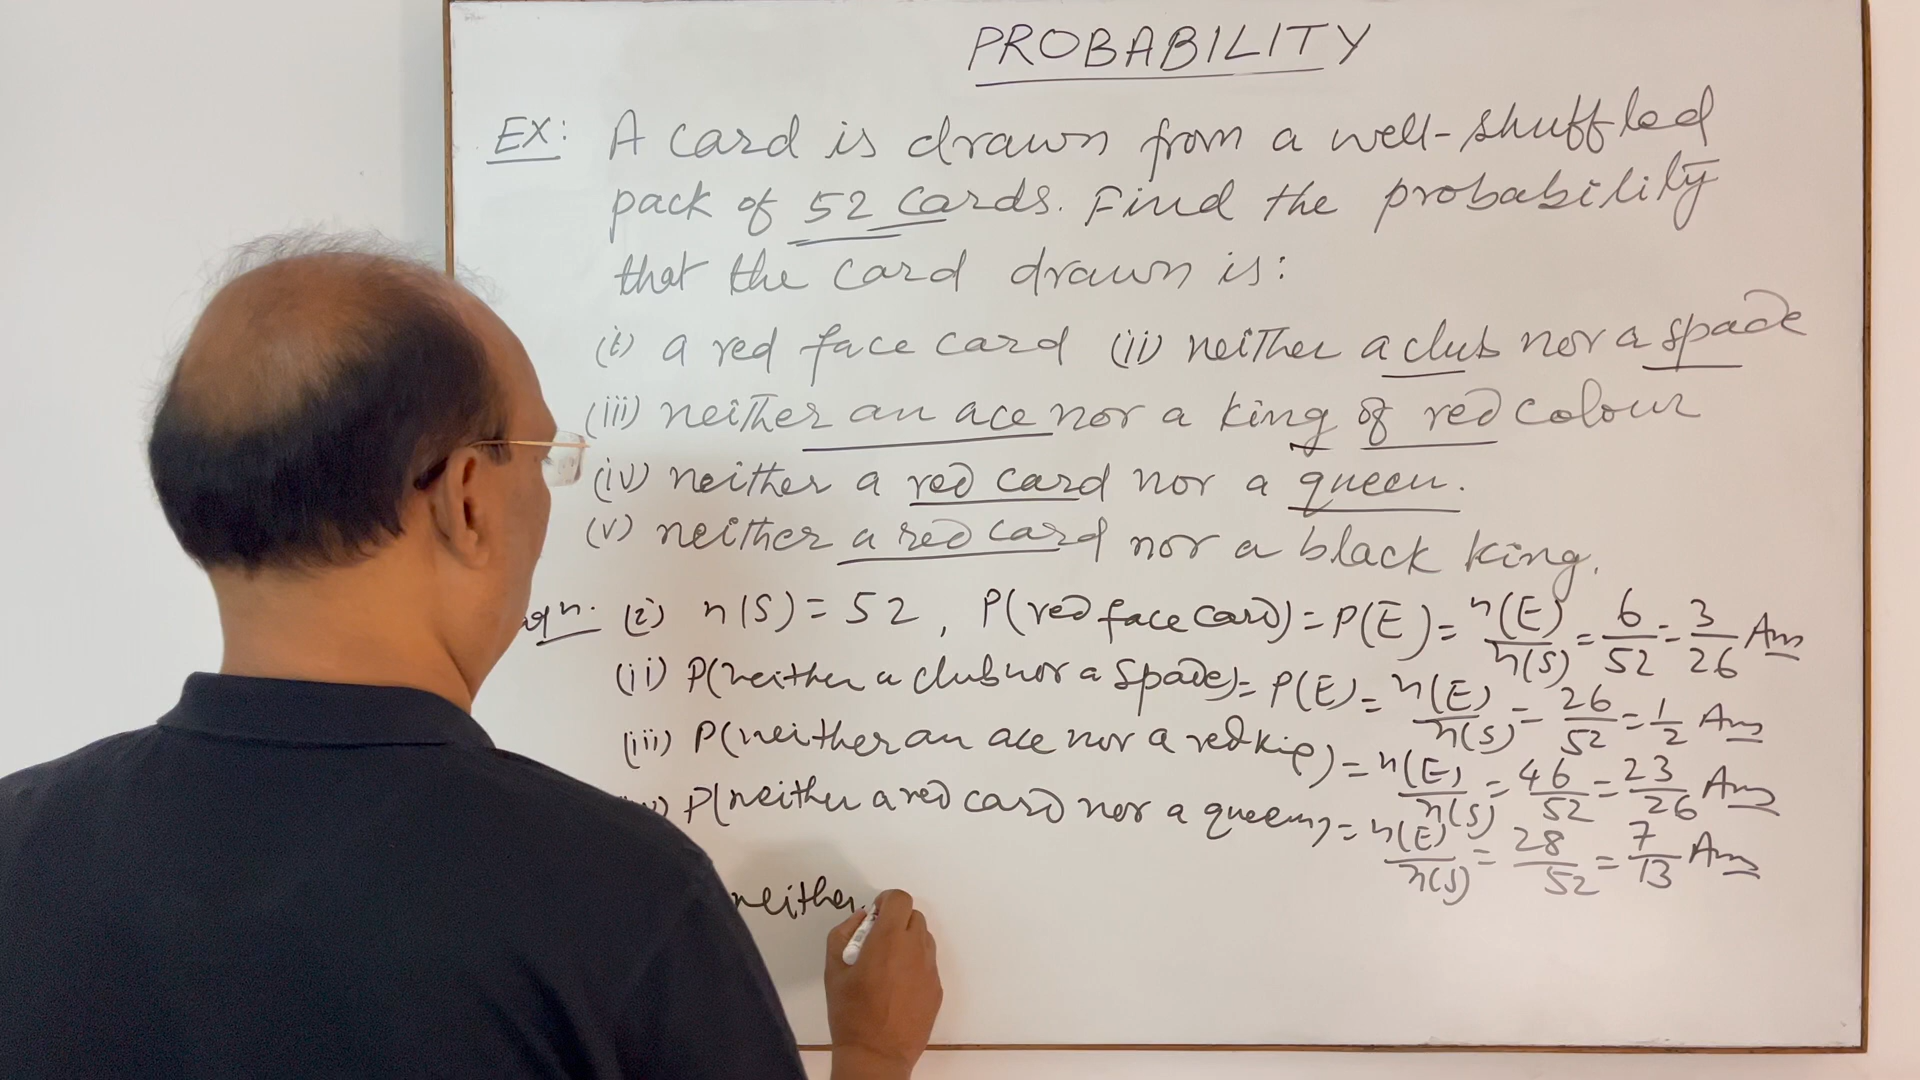 PROBABILITY
EX: A card is drawn from a well-shuffled
pack of 52 cards. Find the probability
that the card drawn is:
(i) a red face card (ii) neither a club nor a spade
(iii) neither an ace nor a king of red colour
(iv) neither a red card nor a queen.
(v) neither a red card nor a black king.
(i) n(S) = 52, P(red face card) = P(E) = n(E)/n(S) = 6/52 = 3/26 Ans
(ii) P(neither a club nor a spade) = P(E) = n(E)/n(S) = 26/52 = 1/2 Ans
(iii) P(neither an ace nor a red king) = n(E)/n(S) = 46/52 = 23/26 Ans
P(neither a red card nor a queen) = n(E)/n(S) = 28/52 = 7/13 Ans
neither